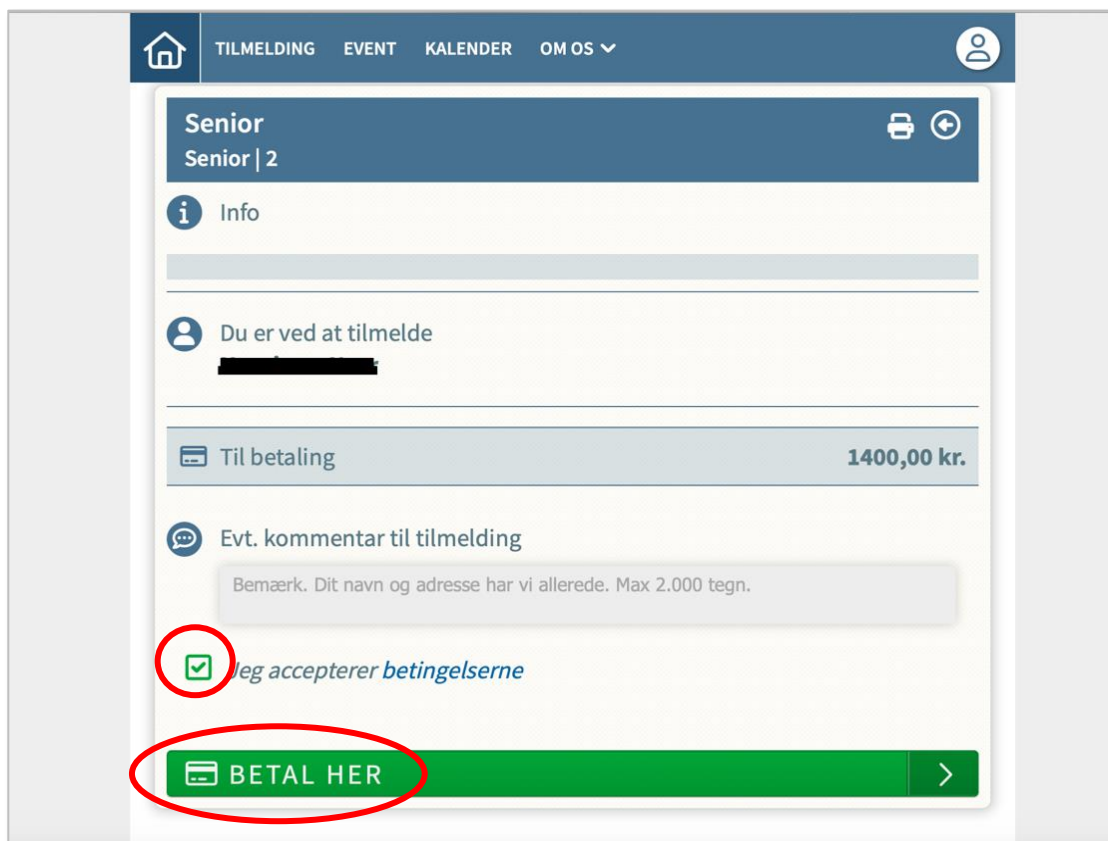 TILMELDING EVENT KALENDER OM OS
Senior
Senior | 2
Info
Du er ved at tilmelde
Til betaling 1400,00 kr.
Evt. kommentar til tilmelding
Bemærk. Dit navn og adresse har vi allerede. Max 2.000 tegn.
Jeg accepterer betingelserne
BETAL HER